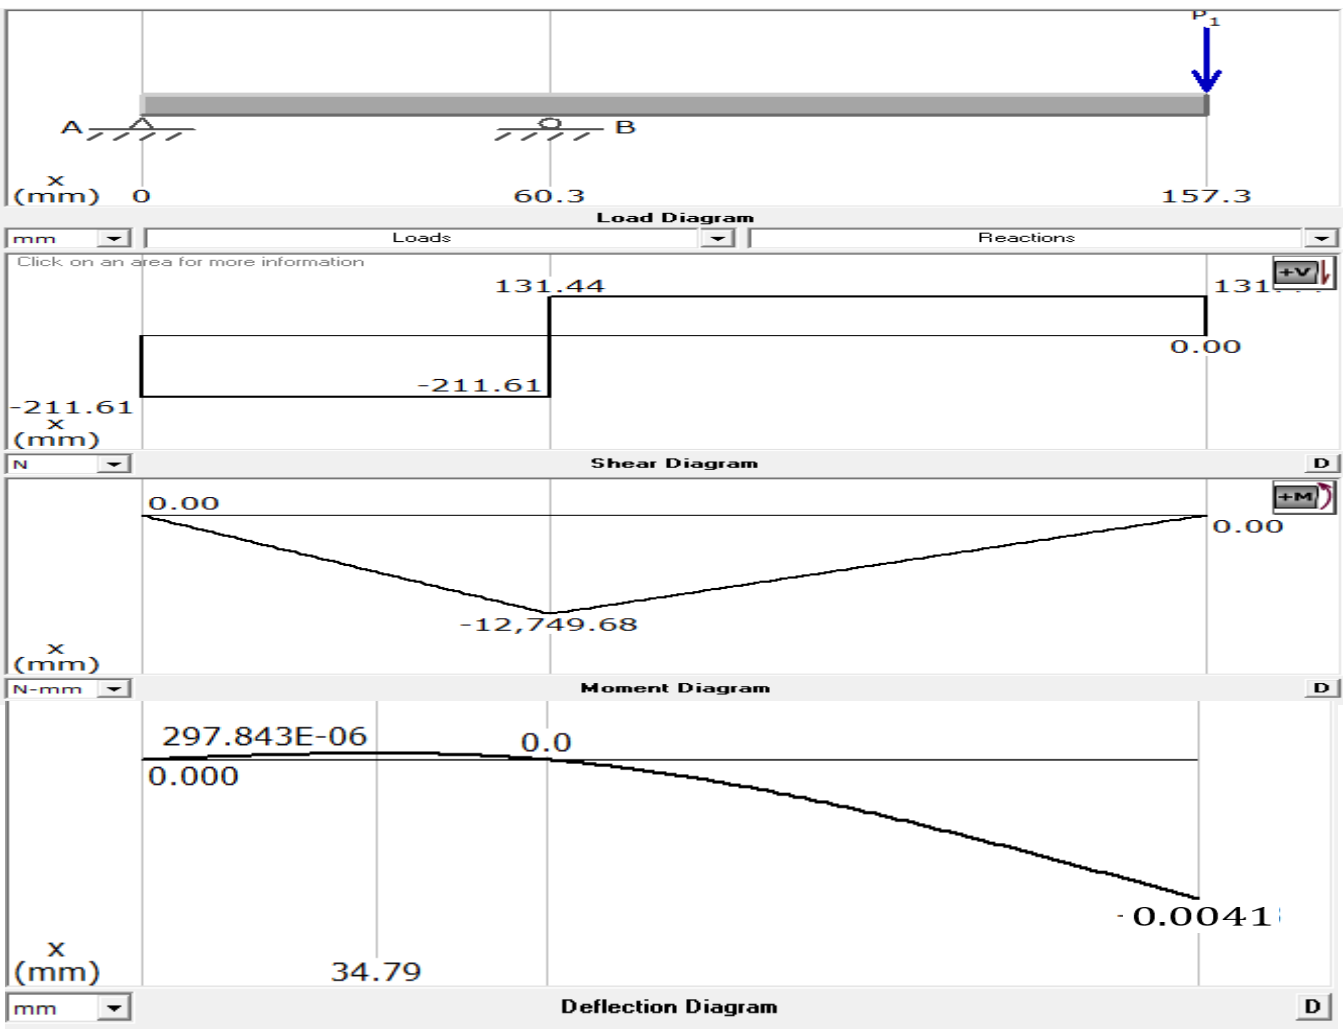 P1
A B
x
(mm) 0 60.3 157.3
Load Diagram
mm Loads Reactions
Click on an area for more information
+V
131.44 131.
0.00
-211.61
-211.61
x
(mm)
N Shear Diagram D
+M
0.00
0.00
-12,749.68
x
(mm)
N-mm Moment Diagram D
297.843E-06 0.0
0.000
-0.0041
x
(mm) 34.79
mm Deflection Diagram D